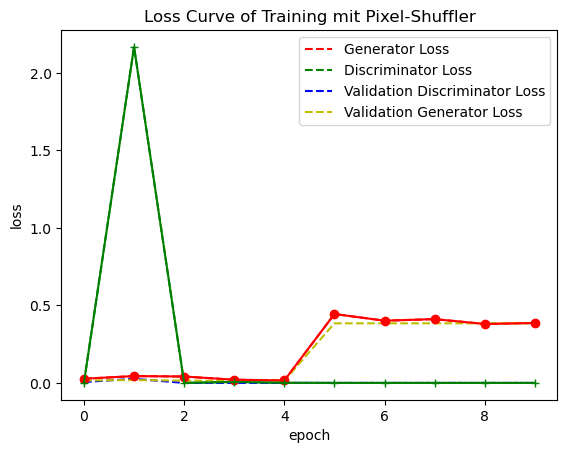 Loss Curve of Training mit Pixel-Shuffler
Generator Loss
Discriminator Loss
Validation Discriminator Loss
Validation Generator Loss
2.0
1.5
1.0
0.5
0.0
loss
0 2 4 6 8
epoch